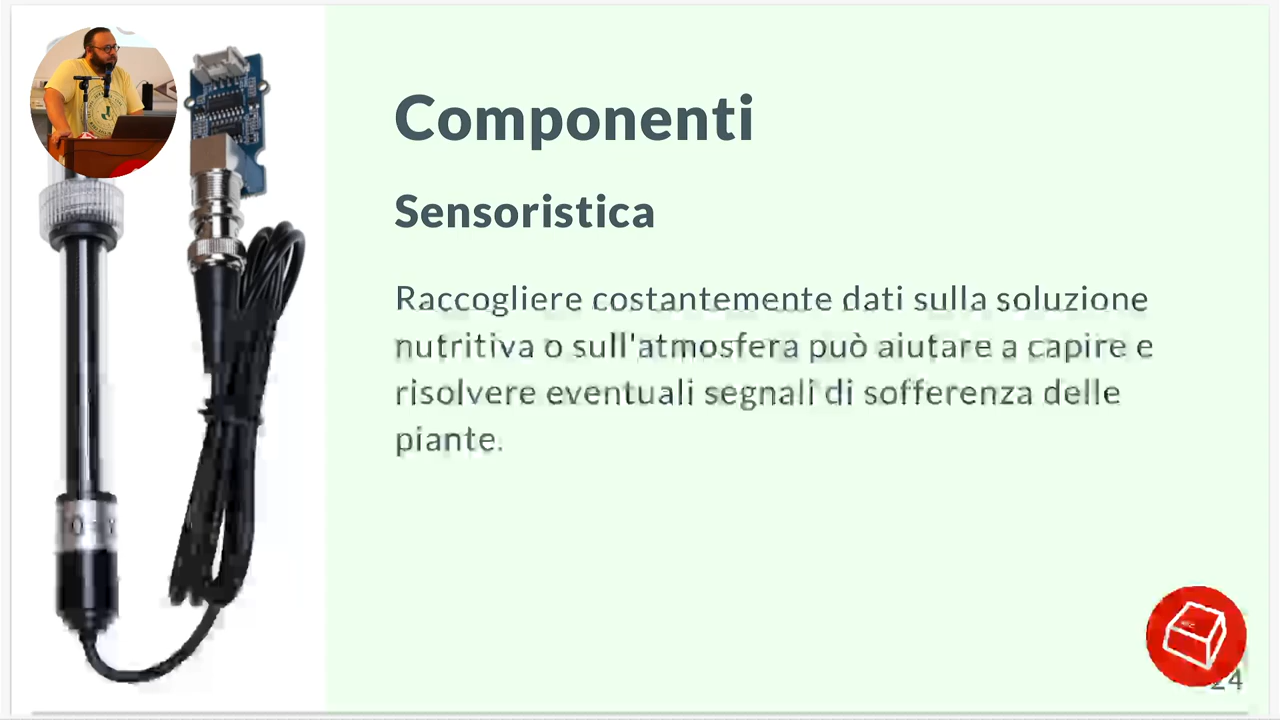 Componenti
Sensoristica
Raccogliere costantemente dati sulla soluzione
nutritiva o sull'atmosfera può aiutare a capire e
risolvere eventuali segnali di sofferenza delle
piante.
24